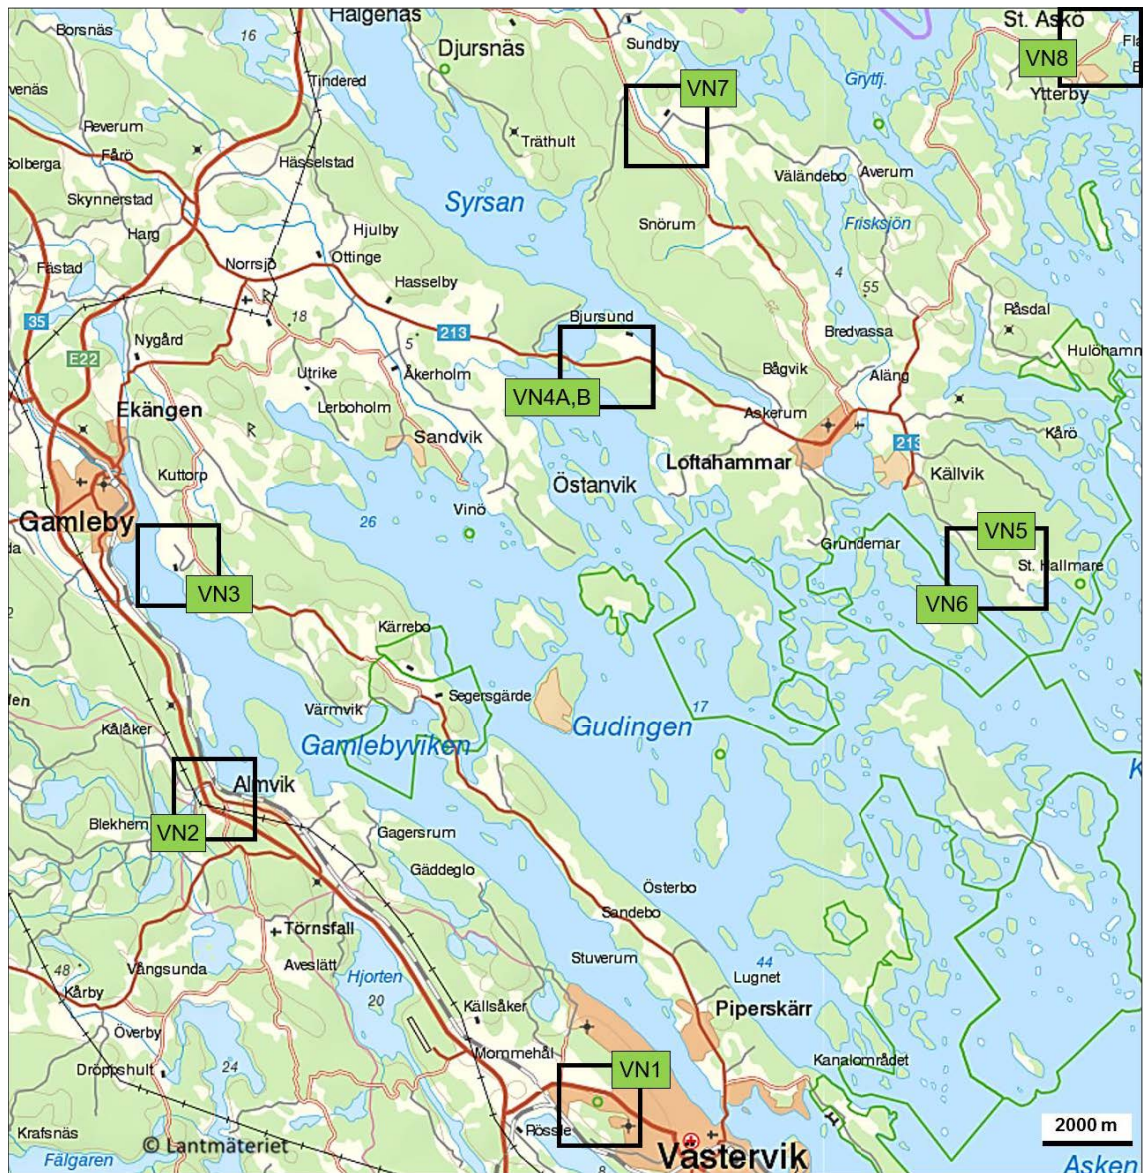 Borsnäs
16
Hälgenäs
Djursnäs
Sundby
St. Askö
VN8
Ytterby
Tindered
VN7
Grytfj.
Reverum
Fårö
Solberga
Hässelstad
Träthult
Skynnerstad
Väländebo
Averum
Syrsan
Harg
Hjulby
Snörum
Frisksjön
Fästad
Norrsjö
Ottinge
Hasselby
4
55
Råsdal
35
18
213
Bjursund
Bredvassa
Nygård
5
E22
Utrike
Åkerholm
Bågvik
Aläng
VN4A,B
Ekängen
Lerboholm
Askerum
Sandvik
213
Kårö
Loftahammar
Källvik
Kuttorp
Östanvik
Vinö
Gamleby
26
Grundemar
VN5
St. Hallmare
VN3
VN6
Kärrebo
Segersgärde
17
Värmvik
Gudingen
Kålåker
Gamlebyviken
Almvik
Blekhem
VN2
Gagersrum
Gäddeglo
Österbo
Sandebo
Törnsfall
Stuverum
44
Vångsunda
Aveslätt
Hjorten
Lugnet
48
Kårby
20
Källsåker
Piperskärr
Överby
Mommehål
Kanalområdet
Dröppshult
24
VN1
Krafsnäs
© Lantmäteriet
Rössle
2000 m
Västervik
Fälgaren
8
Asken